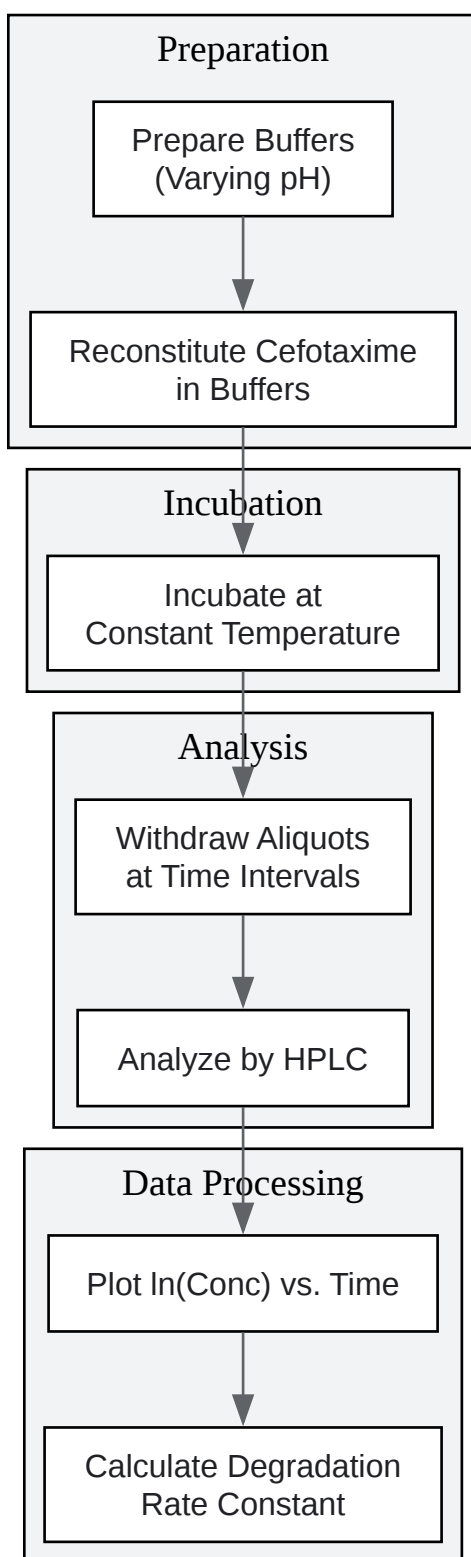 Preparation
Prepare Buffers
(Varying pH)
Reconstitute Cefotaxime
in Buffers
Incubation
Incubate at
Constant Temperature
Analysis
Withdraw Aliquots
at Time Intervals
Analyze by HPLC
Data Processing
Plot ln(Conc) vs. Time
Calculate Degradation
Rate Constant